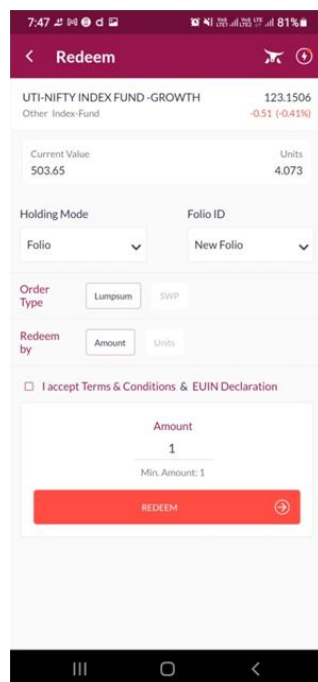 7:47 81%
Redeem
UTI-NIFTY INDEX FUND -GROWTH 123.1506
Other Index-Fund -0.51 (-0.41%)
Current Value Units
503.65 4.073
Holding Mode Folio ID
Folio New Folio
Order
Type Lumpsum SWP
Redeem
by Amount Units
I accept Terms & Conditions & EUIN Declaration
Amount
1
Min. Amount: 1
REDEEM